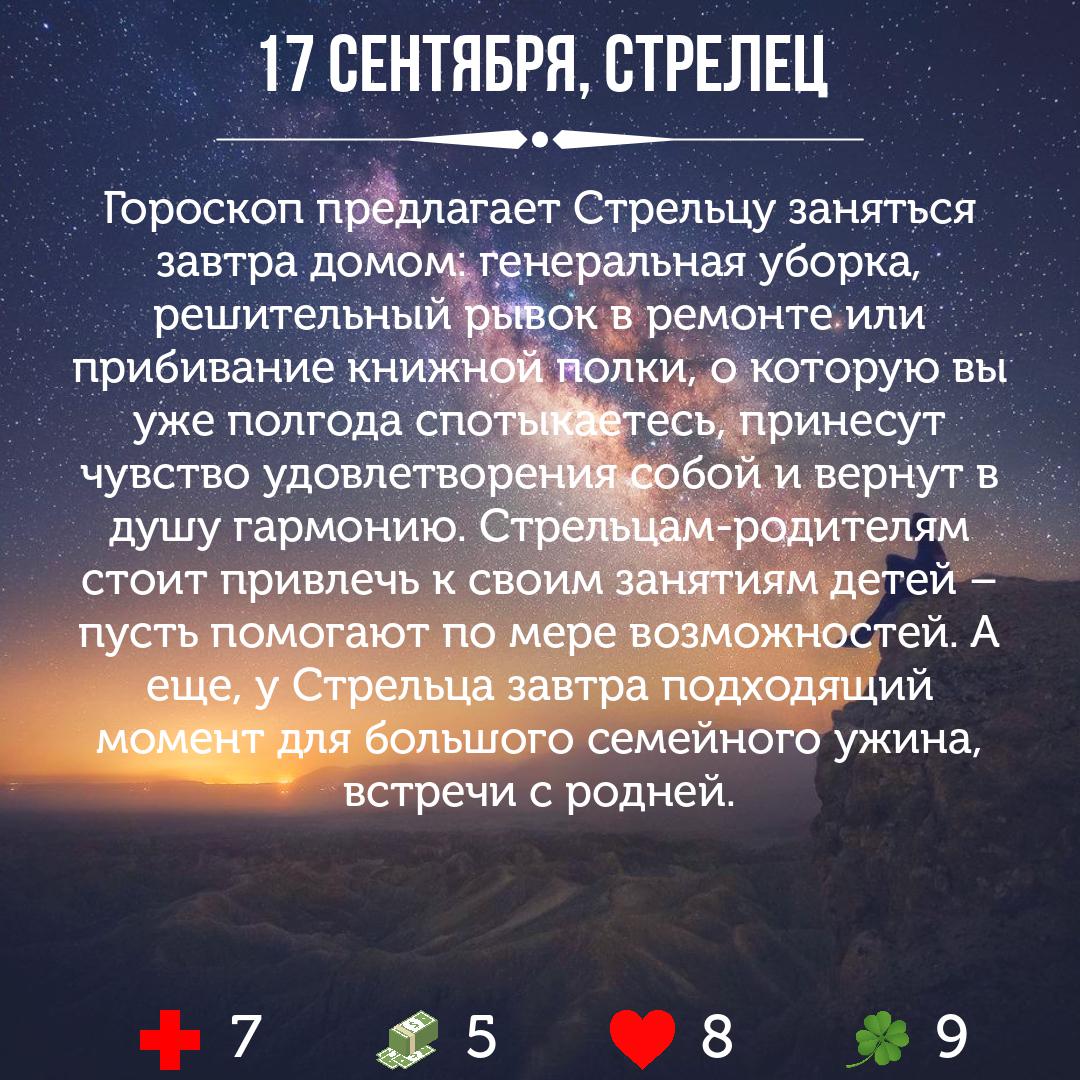 17 СЕНТЯБРЯ, СТРЕЛЕЦ
Гороскоп предлагает Стрельцу заняться
завтра домом: генеральная уборка,
решительный рывок в ремонте или
прибивание книжной полки, о которую вы
уже полгода спотыкаетесь, принесут
чувство удовлетворения собой и вернут в
душу гармонию. Стрельцам-родителям
стоит привлечь к своим занятиям детей –
пусть помогают по мере возможностей. А
еще, у Стрельца завтра подходящий
момент для большого семейного ужина,
встречи с родней.
7 5 8 9